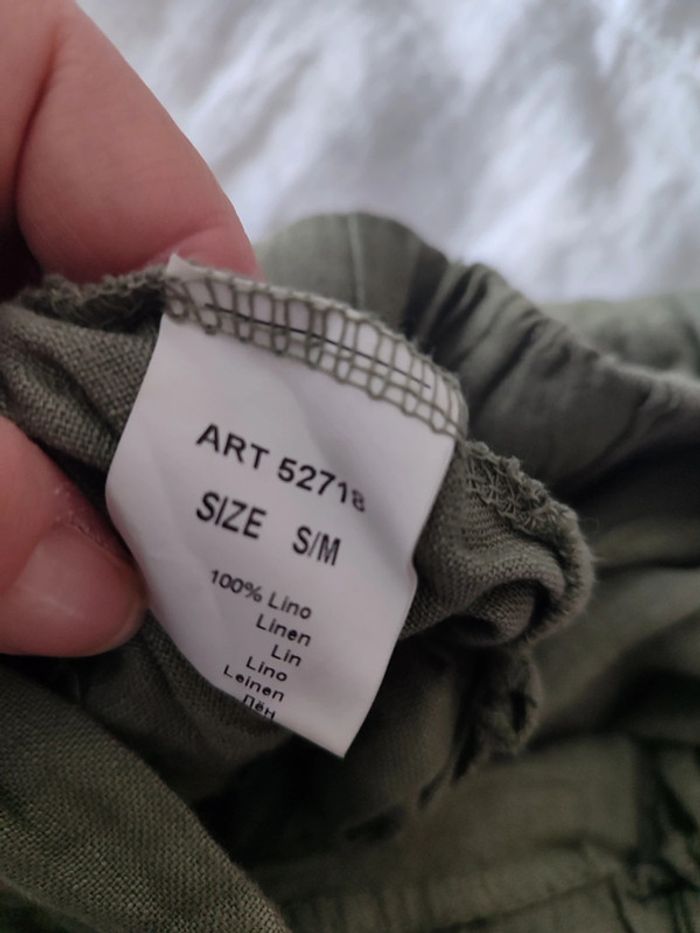 ART 52718
SIZE S/M
100% Lino
Linen
Lin
Lino
Leinen
Лён